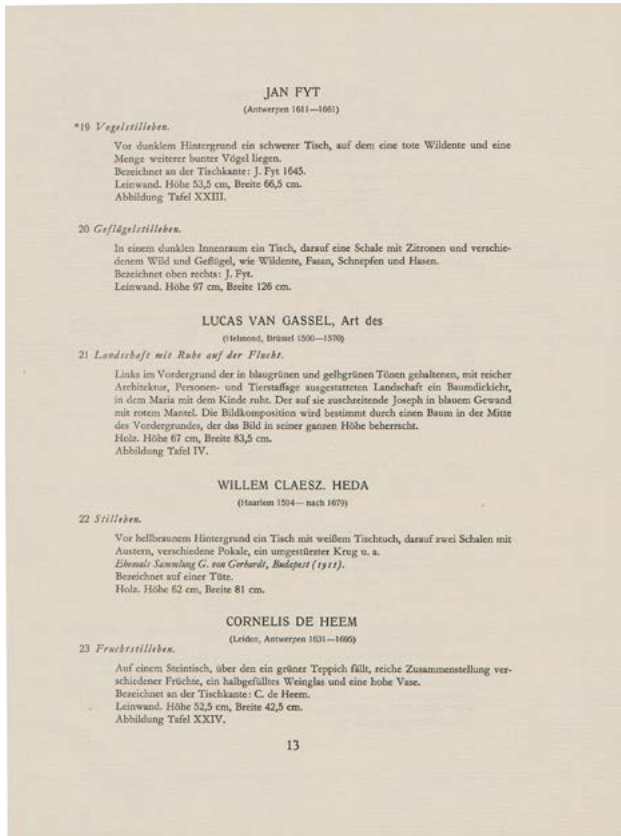 JAN FYT
(Antwerpen 1611—1661)
*19 Vogelstilleben.
Vor dunklem Hintergrund ein schwerer Tisch, auf dem eine tote Wildente und eine
Menge weiterer bunter Vögel liegen.
Bezeichnet an der Tischkante: J. Fyt 1645.
Leinwand. Höhe 53,5 cm, Breite 66,5 cm.
Abbildung Tafel XXIII.
20 Geflügelstilleben.
In einem dunklen Innenraum ein Tisch, darauf eine Schale mit Zitronen und verschie-
denem Wild und Geflügel, wie Wildente, Fasan, Schnepfen und Hasen.
Bezeichnet oben rechts: J. Fyt.
Leinwand. Höhe 97 cm, Breite 126 cm.
LUCAS VAN GASSEL, Art des
(Helmond, Brüssel 1500—1570)
21 Landschaft mit Ruhe auf der Flucht.
Links im Vordergrund der in blaugrünen und gelbgrünen Tönen gehaltenen, mit reicher
Architektur, Personen- und Tierstaffage ausgestatteten Landschaft ein Baumdickicht,
in dem Maria mit dem Kinde ruht. Der auf sie zuschreitende Joseph in blauem Gewand
mit rotem Mantel. Die Bildkomposition wird bestimmt durch einen Baum in der Mitte
des Vordergrundes, der das Bild in seiner ganzen Höhe beherrscht.
Holz. Höhe 67 cm, Breite 83,5 cm.
Abbildung Tafel IV.
WILLEM CLAESZ. HEDA
(Haarlem 1594— nach 1679)
22 Stilleben.
Vor hellbraunem Hintergrund ein Tisch mit weißem Tischtuch, darauf zwei Schalen mit
Austern, verschiedene Pokale, ein umgestürzter Krug u. a.
Ehemals Sammlung G. von Gerhardt, Budapest (1911).
Bezeichnet auf einer Tüte.
Holz. Höhe 62 cm, Breite 81 cm.
CORNELIS DE HEEM
(Leiden, Antwerpen 1631—1695)
23 Fruchtstilleben.
Auf einem Steintisch, über den ein grüner Teppich fällt, reiche Zusammenstellung ver-
schiedener Früchte, ein halbgefülltes Weinglas und eine hohe Vase.
Bezeichnet an der Tischkante: C. de Heem.
Leinwand. Höhe 52,5 cm, Breite 42,5 cm.
Abbildung Tafel XXIV.
13